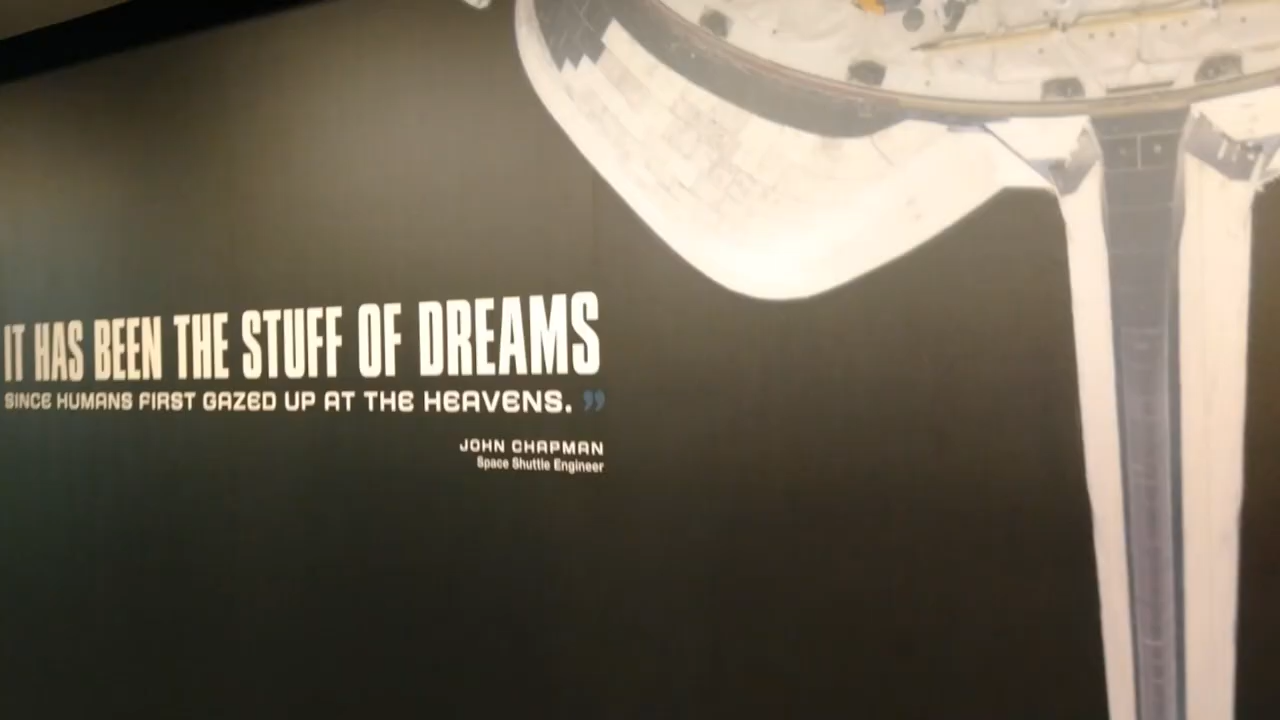 IT HAS BEEN THE STUFF OF DREAMS
SINCE HUMANS FIRST GAZED UP AT THE HEAVENS. ”
JOHN CHAPMAN
Space Shuttle Engineer